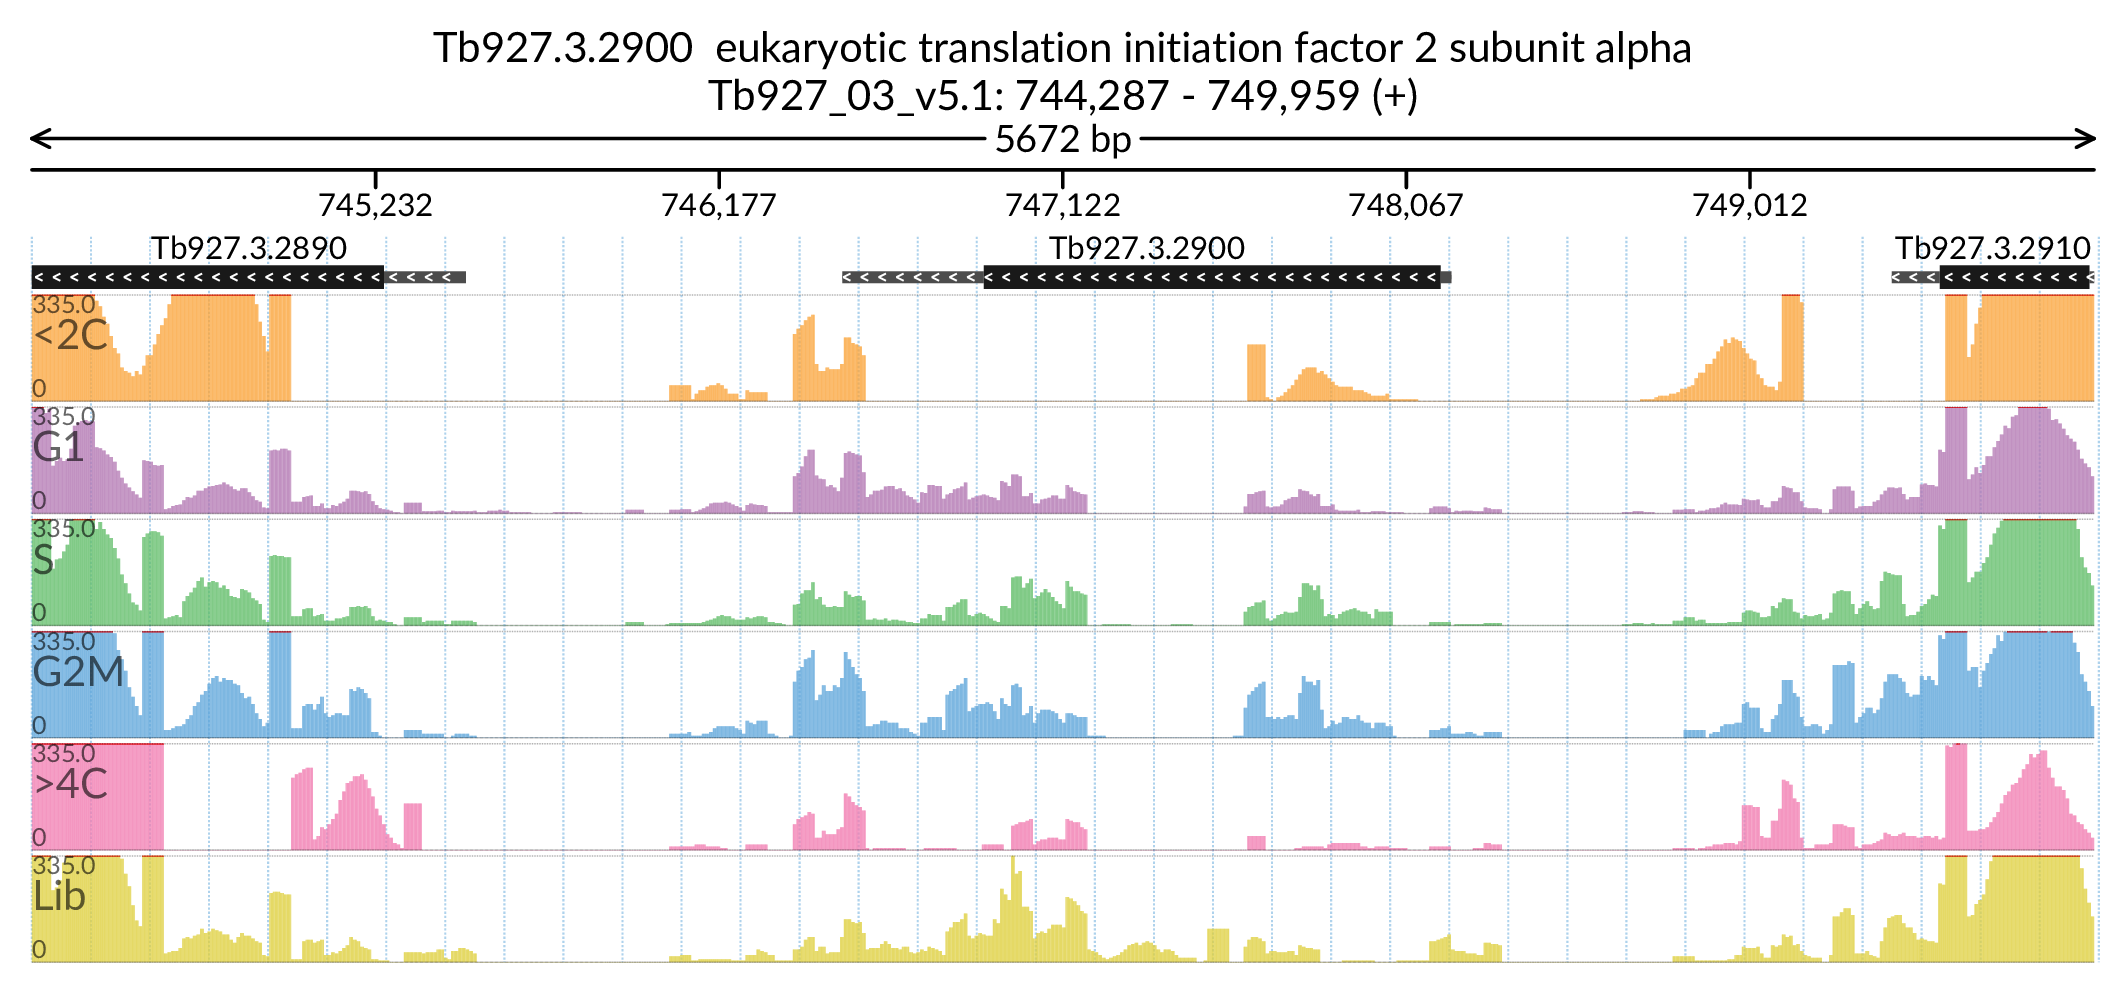 Tb927.3.2900 eukaryotic translation initiation factor 2 subunit alpha
Tb927_03_v5.1: 744,287 - 749,959 (+)
5672 bp
745,232 746,177 747,122 748,067 749,012
Tb927.3.2890 Tb927.3.2900 Tb927.3.2910
335.0
<2C
0
335.0
G1
0
335.0
S
0
335.0
G2M
0
335.0
>4C
0
335.0
Lib
0